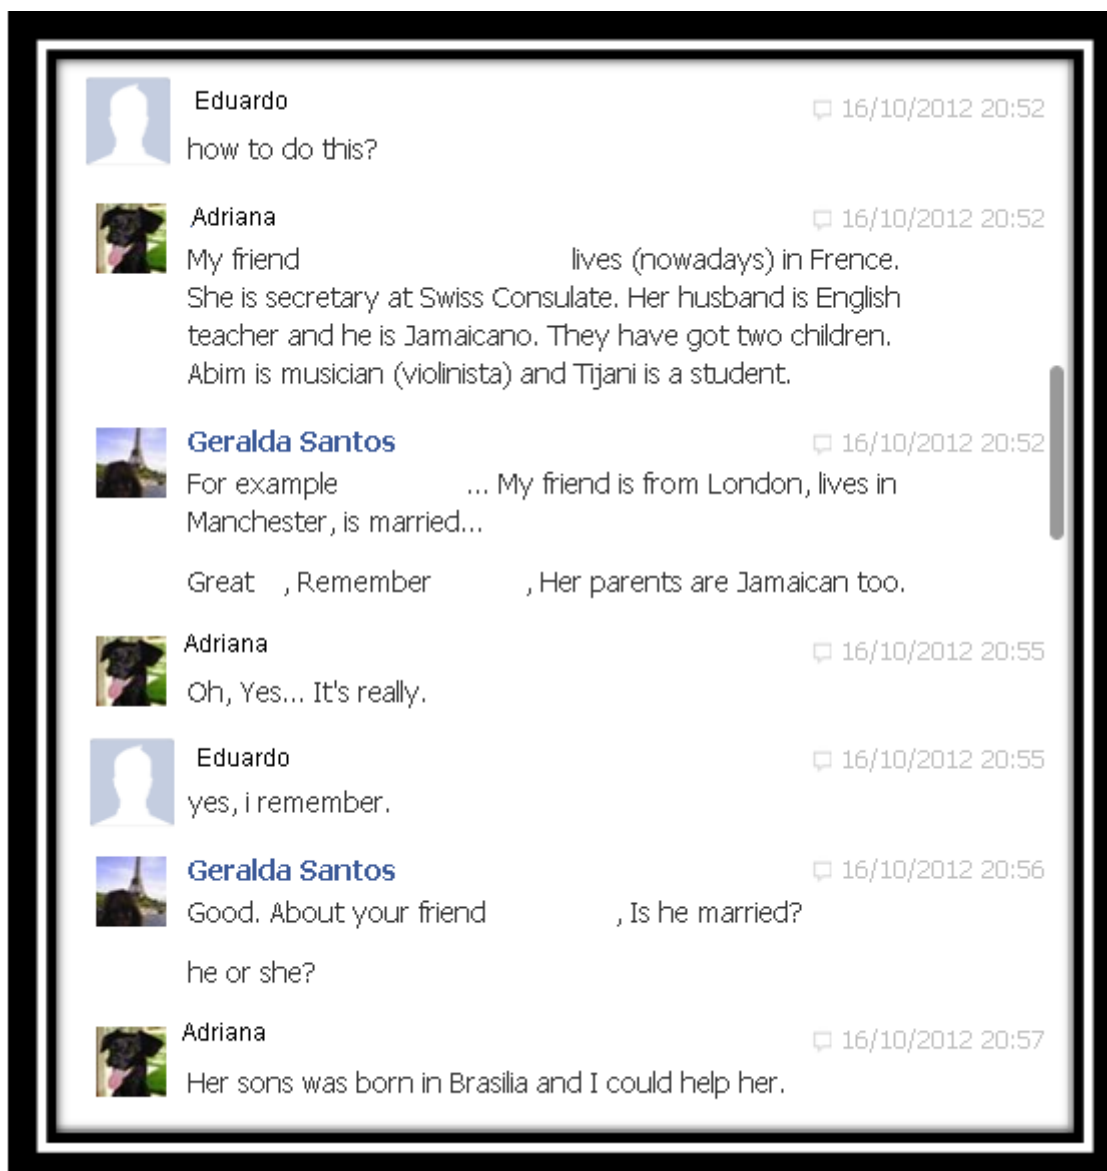 Eduardo
16/10/2012 20:52
how to do this?
Adriana
16/10/2012 20:52
My friend lives (nowadays) in Frence.
She is secretary at Swiss Consulate. Her husband is English
teacher and he is Jamaicano. They have got two children.
Abim is musician (violinista) and Tijani is a student.
Geralda Santos
16/10/2012 20:52
For example ... My friend is from London, lives in
Manchester, is married...
Great , Remember , Her parents are Jamaican too.
Adriana
16/10/2012 20:55
Oh, Yes... It's really.
Eduardo
16/10/2012 20:55
yes, i remember.
Geralda Santos
16/10/2012 20:56
Good. About your friend , Is he married?
he or she?
Adriana
16/10/2012 20:57
Her sons was born in Brasilia and I could help her.